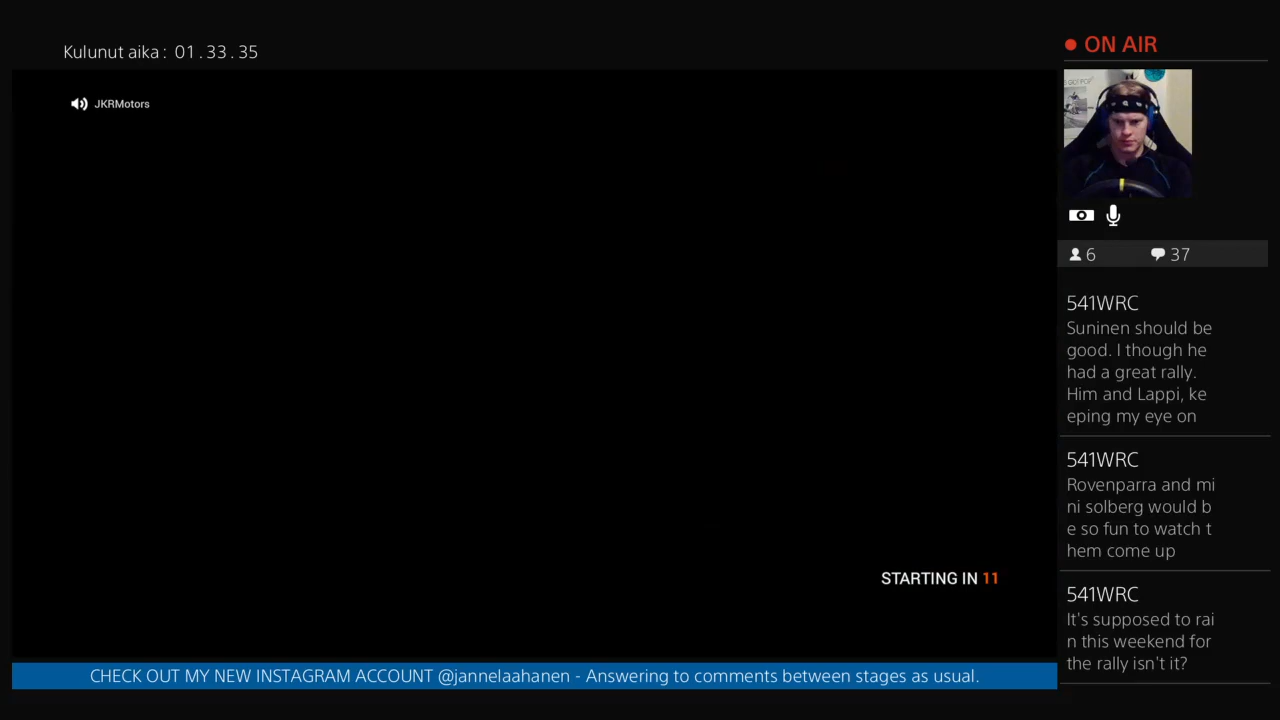 Kulunut aika : 01 . 33 . 35
ON AIR
JKRMotors
6
37
541WRC
Suninen should be
good. I though he
had a great rally.
Him and Lappi, ke
eping my eye on
541WRC
Rovenparra and mi
ni solberg would b
e so fun to watch t
hem come up
541WRC
It's supposed to rai
n this weekend for
the rally isn't it?
STARTING IN 11
CHECK OUT MY NEW INSTAGRAM ACCOUNT @jannelaahanen - Answering to comments between stages as usual.